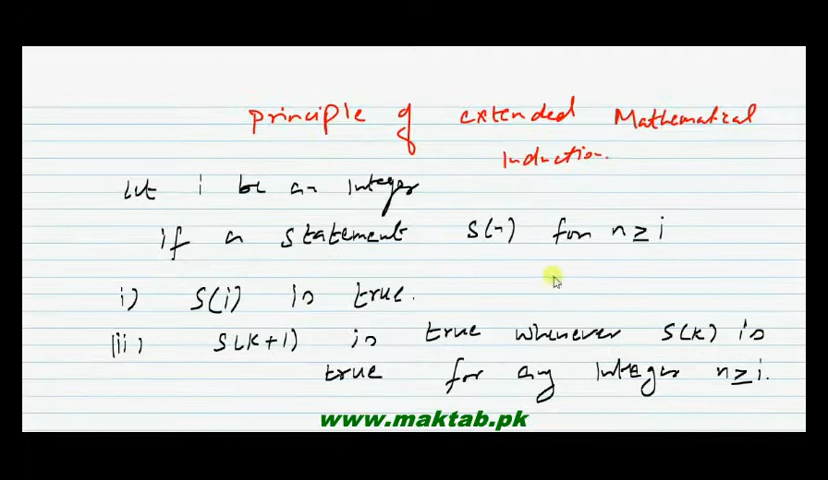 principle of extended Mathematical
Induction.
let i be an integer
if a statement S(n) for n ≥ i
i) S(i) is true.
ii) S(k+1) is true whenever S(k) is
true for any integer n ≥ i.
www.maktab.pk